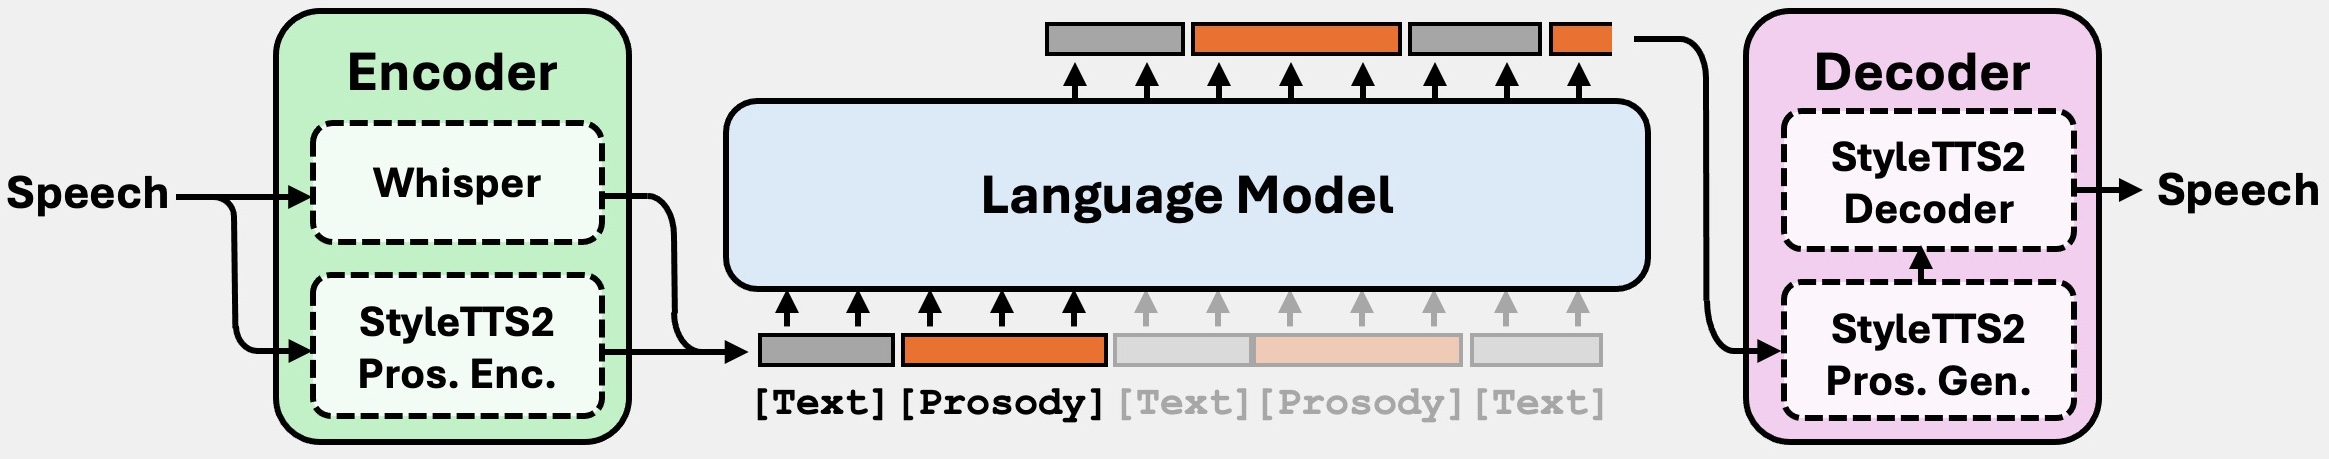 Speech
Encoder
Whisper
StyleTTS2
Pros. Enc.
Language Model
[Text] [Prosody] [Text] [Prosody] [Text]
Decoder
StyleTTS2
Decoder
StyleTTS2
Pros. Gen.
Speech